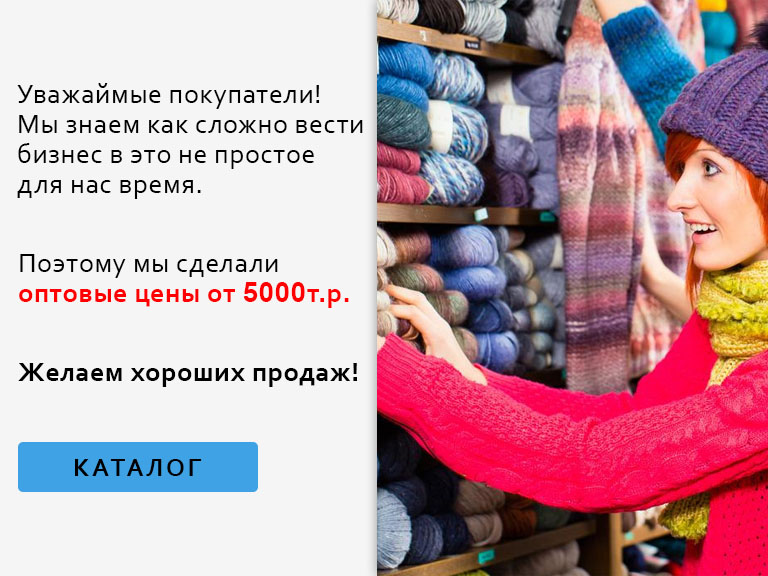 Уважаймые покупатели!
Мы знаем как сложно вести
бизнес в это не простое
для нас время.
Поэтому мы сделали
оптовые цены от 5000т.р.
Желаем хороших продаж!
КАТАЛОГ